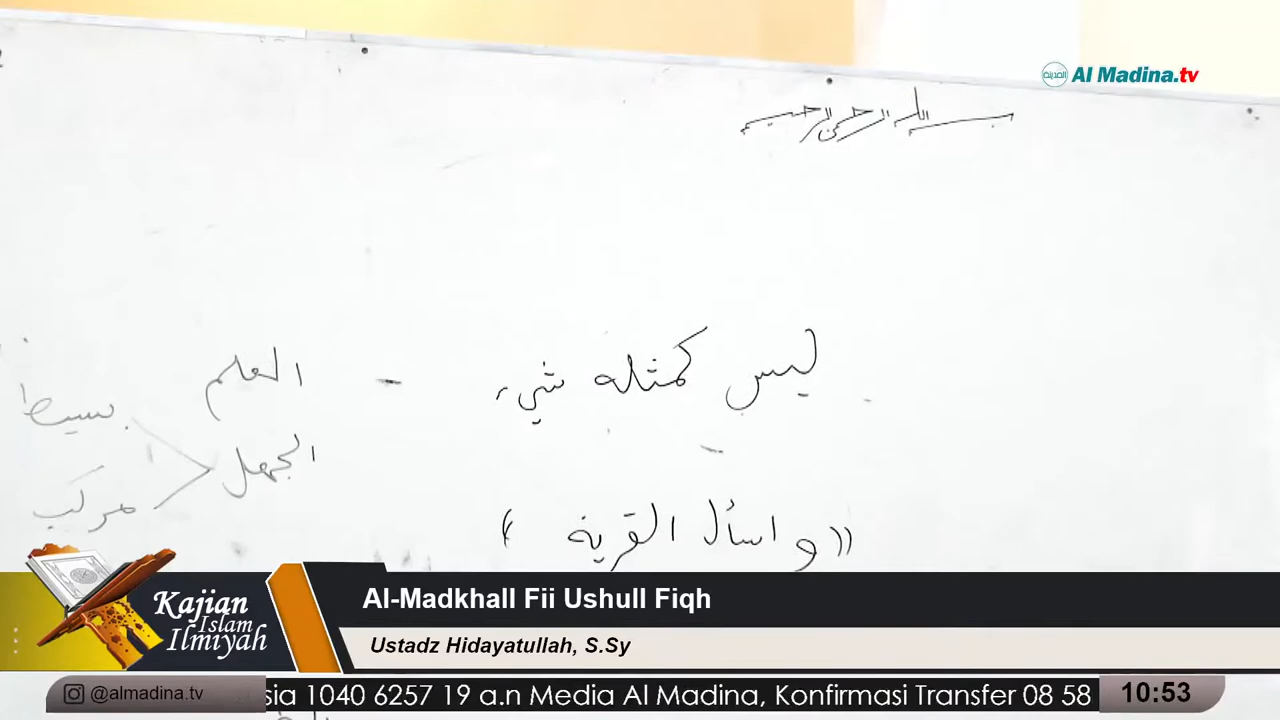 Al Madina.tv
بسم الله الرحمن الرحيم
ليس كمثله شيء - العلم
الجهل
بسيط
مركب
((واسأل القرية))
Kajian
Islam
Ilmiyah
Al-Madkhall Fii Ushull Fiqh
Ustadz Hidayatullah, S.Sy
@almadina.tv
sia 1040 6257 19 a.n Media Al Madina, Konfirmasi Transfer 08 58
10:53